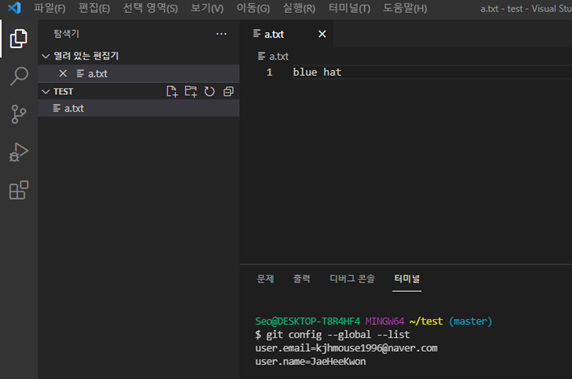 파일(F) 편집(E) 선택 영역(S) 보기(V) 이동(G) 실행(R) 터미널(T) 도움말(H) a.txt - test - Visual Stu
탐색기 ···
a.txt ×
열려 있는 편집기
a.txt
× a.txt
1 blue hat
TEST
a.txt
문제 출력 디버그 콘솔 터미널
Seo@DESKTOP-T8R4HF4 MINGW64 ~/test (master)
$ git config --global --list
user.email=kjhmouse1996@naver.com
user.name=JaeHeeKwon